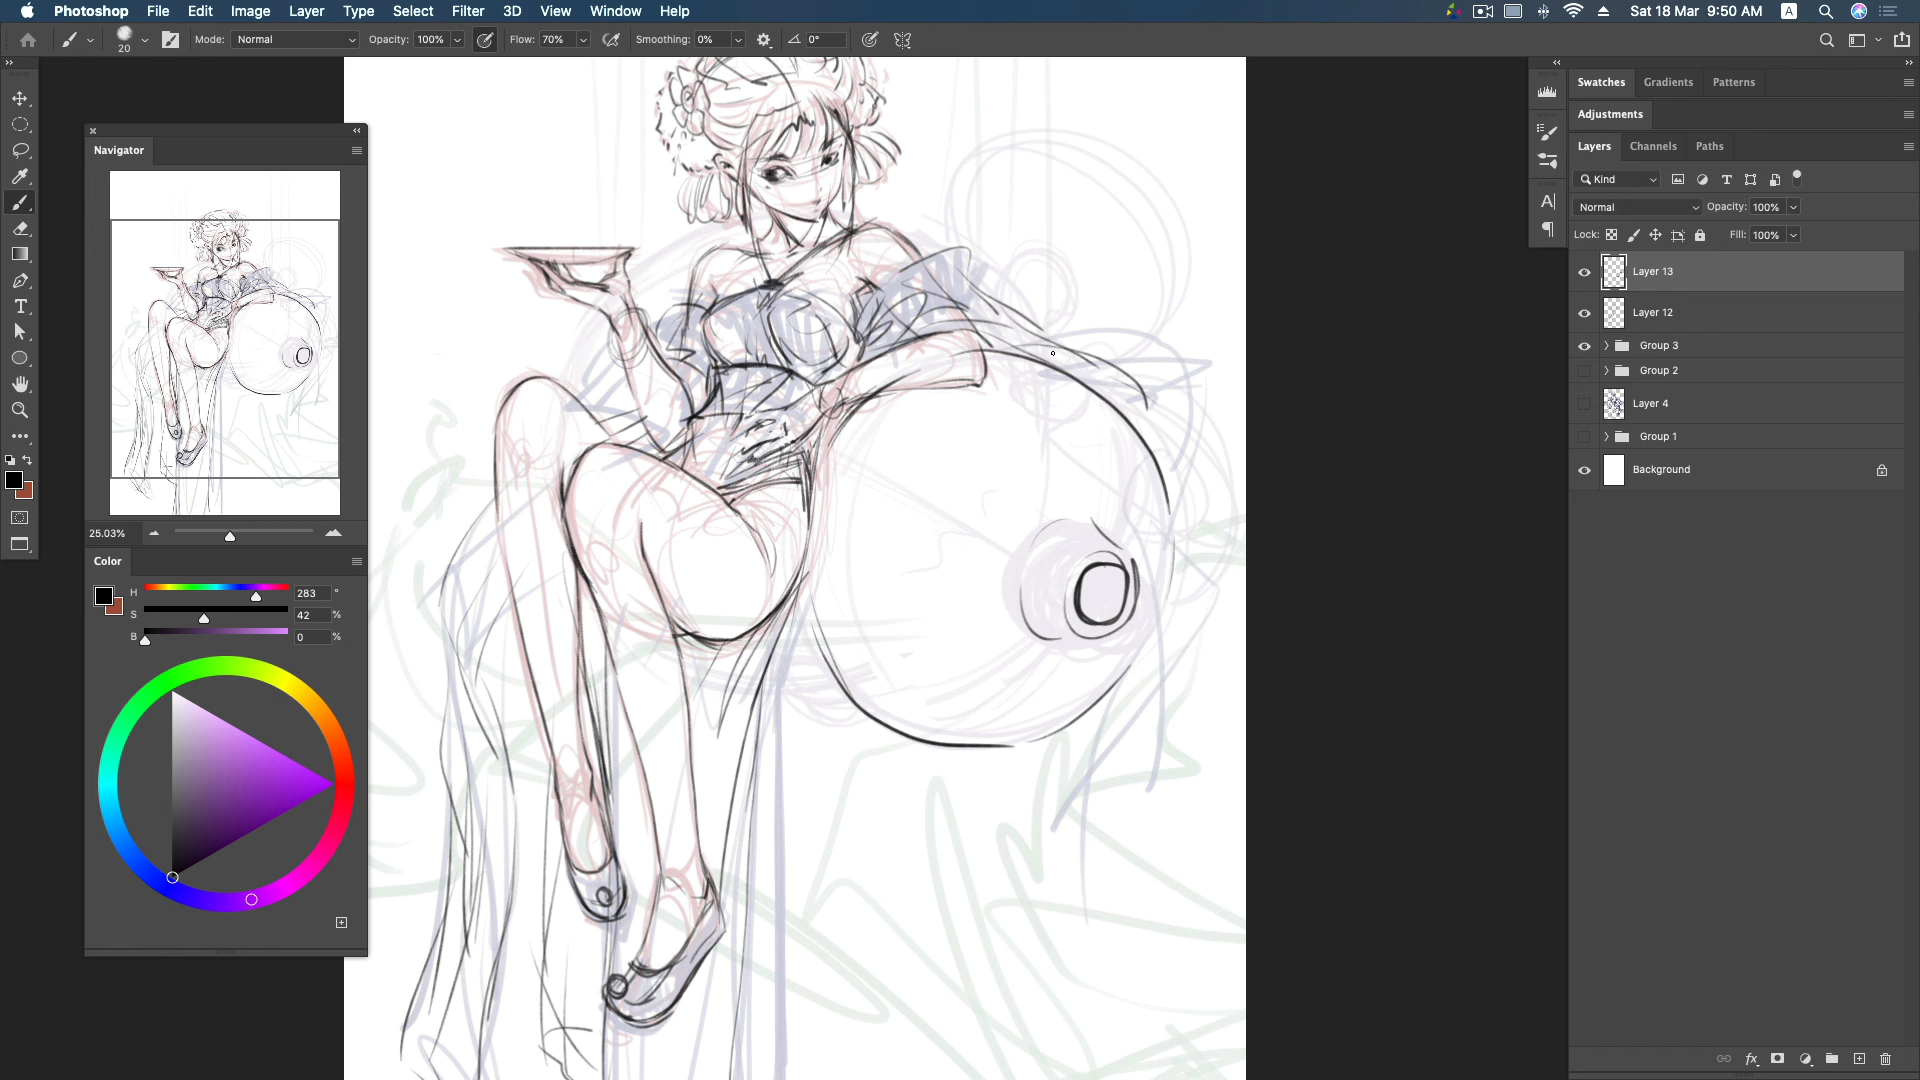 Photoshop File Edit Image Layer Type Select Filter 3D View Window Help Sat 18 Mar 9:50 AM A
20 Mode: Normal Opacity: 100% Flow: 70% Smoothing: 0% 0°
Swatches Gradients Patterns
Adjustments
Layers Channels Paths
Kind
Normal Opacity: 100%
Lock: Fill: 100%
Layer 13
Layer 12
Group 3
Group 2
Layer 4
Group 1
Background
Navigator
25.03%
Color
H 283 °
S 42 %
B 0 %